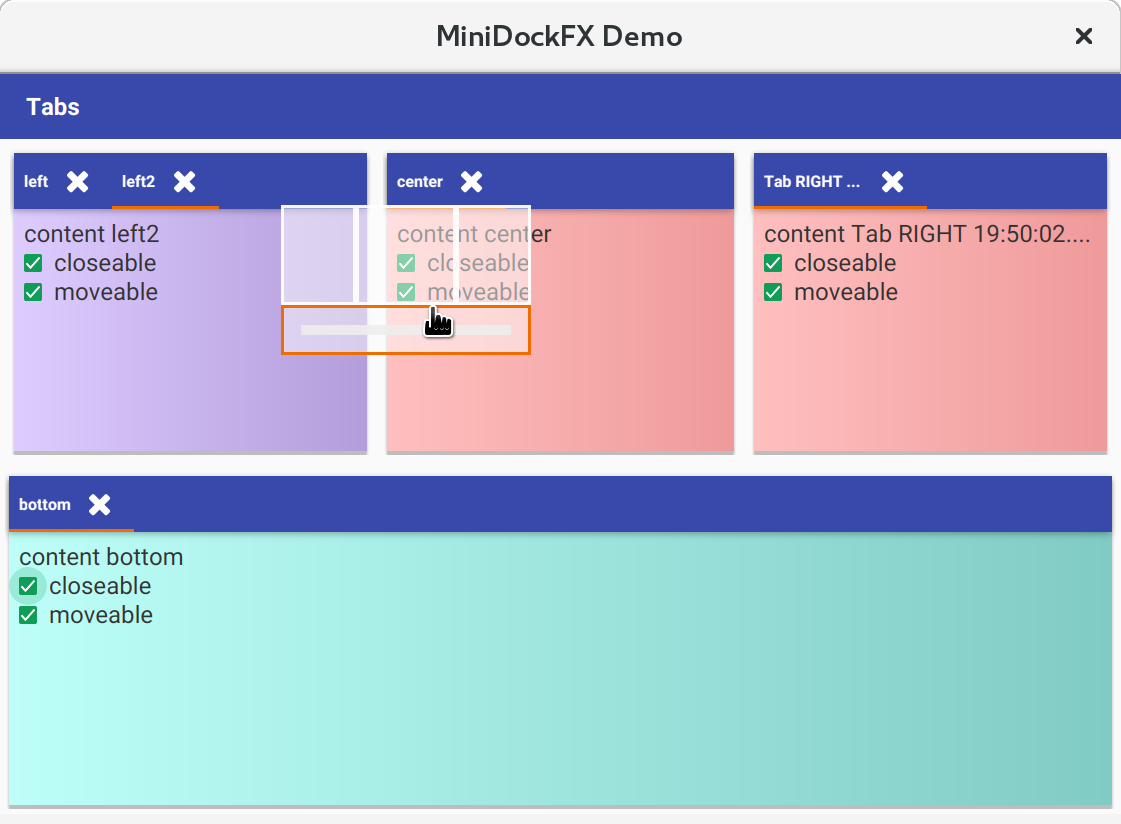 MiniDockFX Demo
Tabs
left left2
center
Tab RIGHT ...
content left2
closeable
moveable
content center
closeable
moveable
content Tab RIGHT 19:50:02....
closeable
moveable
bottom
content bottom
closeable
moveable